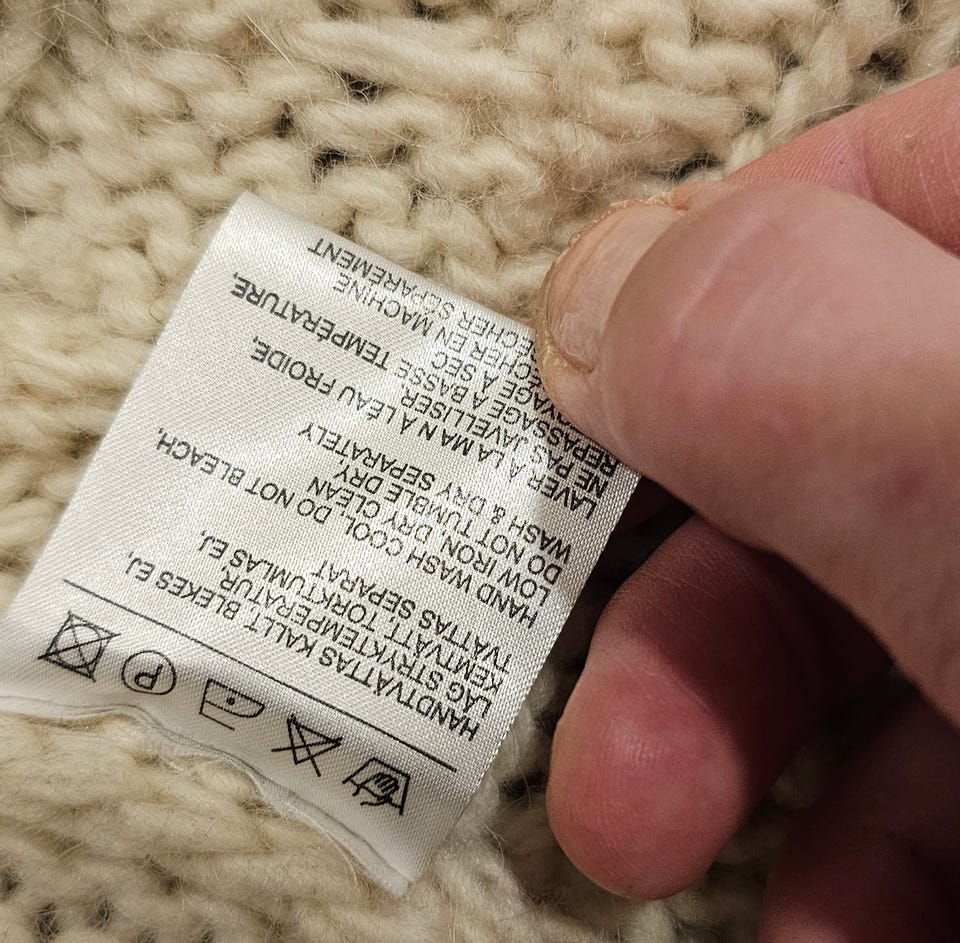 P
HANDTVÄTTAS KALLT, BLEKES EJ
LÅG STRYKTEMPERATUR,
KEMTVÄTT, TORKTUMLAS EJ,
TVÄTTAS SEPARAT
HAND WASH COOL, DO NOT BLEACH,
LOW IRON, DRY CLEAN
DO NOT TUMBLE DRY
WASH & DRY SEPARATELY
LAVER À LA MAN À LÉAU FROIDE,
NE PAS JAVELLISER
REPASSAGE À BASSE TEMPÉRATURE,
À SEC
EN MACHINE
SÉPAREMENT